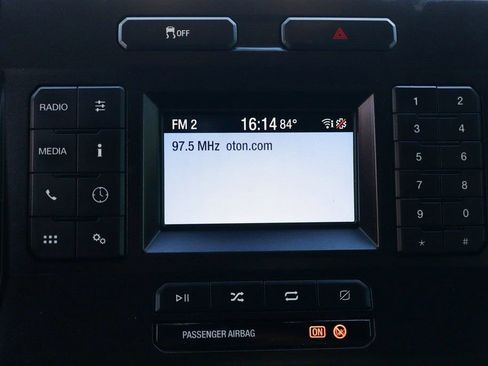 OFF
RADIO
MEDIA
i
FM 2 16:14 84°
97.5 MHz oton.com
1 2
3 4
5 6
7 8
9 0
* #
PASSENGER AIRBAG ON